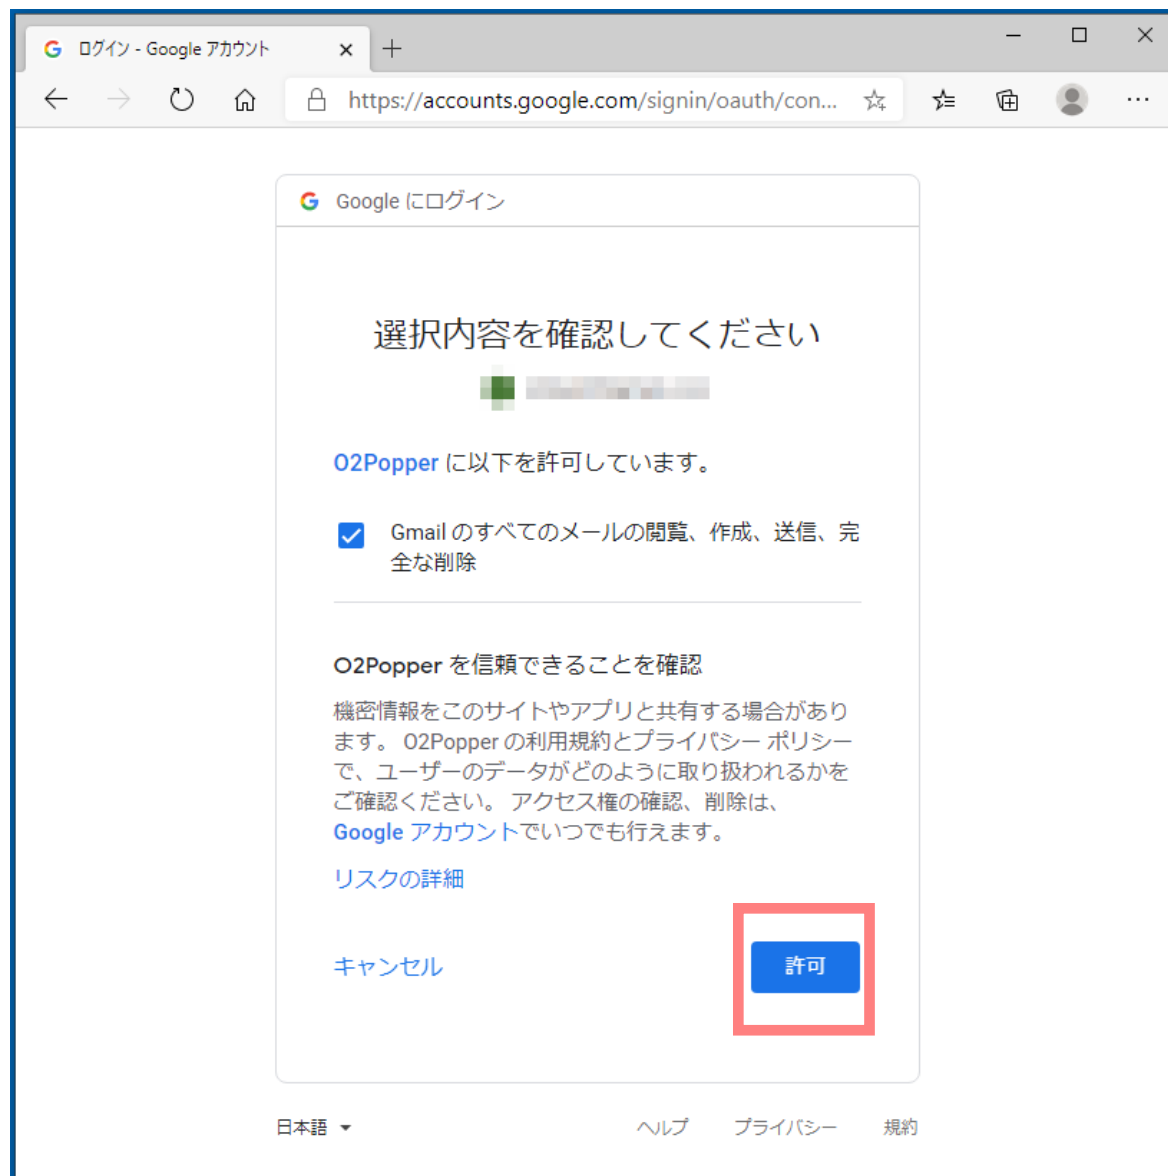 ログイン - Google アカウント
https://accounts.google.com/signin/oauth/con...
Google にログイン
選択内容を確認してください
O2Popper に以下を許可しています。
Gmail のすべてのメールの閲覧、作成、送信、完
全な削除
O2Popper を信頼できることを確認
機密情報をこのサイトやアプリと共有する場合があり
ます。 O2Popper の利用規約とプライバシー ポリシー
で、ユーザーのデータがどのように取り扱われるかを
ご確認ください。 アクセス権の確認、削除は、
Google アカウントでいつでも行えます。
リスクの詳細
キャンセル
許可
日本語
ヘルプ
プライバシー
規約